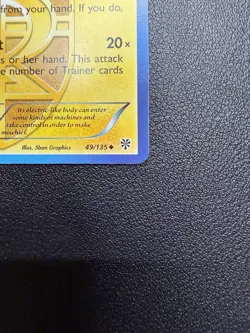 from your hand. If you do,
t 20×
s or her hand. This attack
e number of Trainer cards
Its electric-like body can enter
some kinds of machines and
take control in order to make
mischief.
Illus. 5ban Graphics 49/135